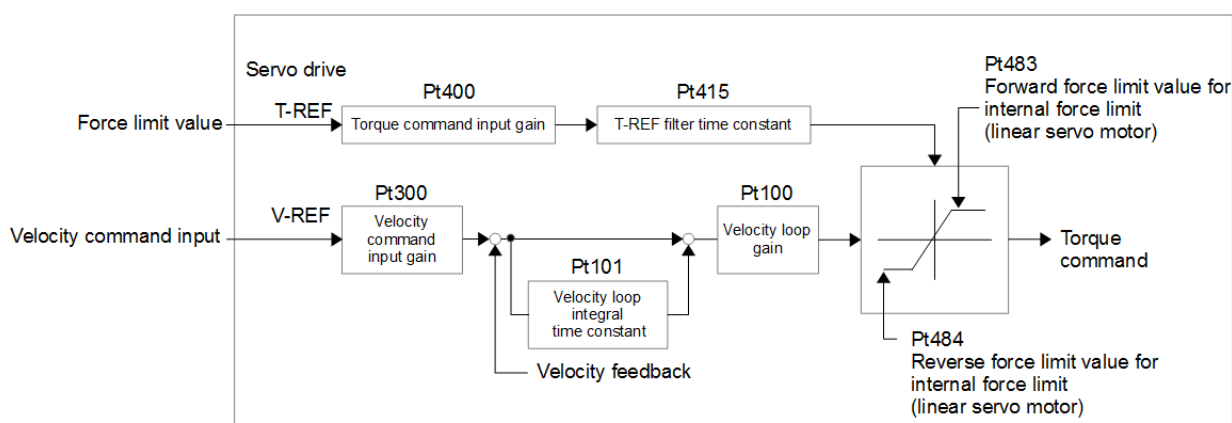 Servo drive
Pt483
Forward force limit value for
internal force limit
(linear servo motor)
Pt400
Pt415
Force limit value
T-REF
Torque command input gain
T-REF filter time constant
Pt300
Pt100
Velocity command input
V-REF
Velocity
command
input gain
Velocity loop
gain
Torque
command
Pt101
Velocity loop
integral
time constant
Velocity feedback
Pt484
Reverse force limit value for
internal force limit
(linear servo motor)